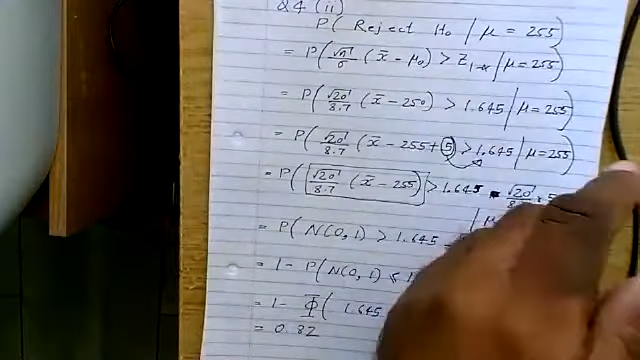 Q4 (ii)
P( Reject H₀ | μ = 255)
= P( √n/σ (x̄ - μ₀) > Z₁₋α | μ = 255)
= P( √20/8.7 (x̄ - 250) > 1.645 | μ = 255)
= P( √20/8.7 (x̄ - 255 + 5) > 1.645 | μ = 255)
= P( √20/8.7 (x̄ - 255) > 1.645 - √20
| μ
= P( N(0,1) > 1.645
= 1 - P( N(0,1) ≤ 1
= 1 - Φ( 1.645
= 0.82